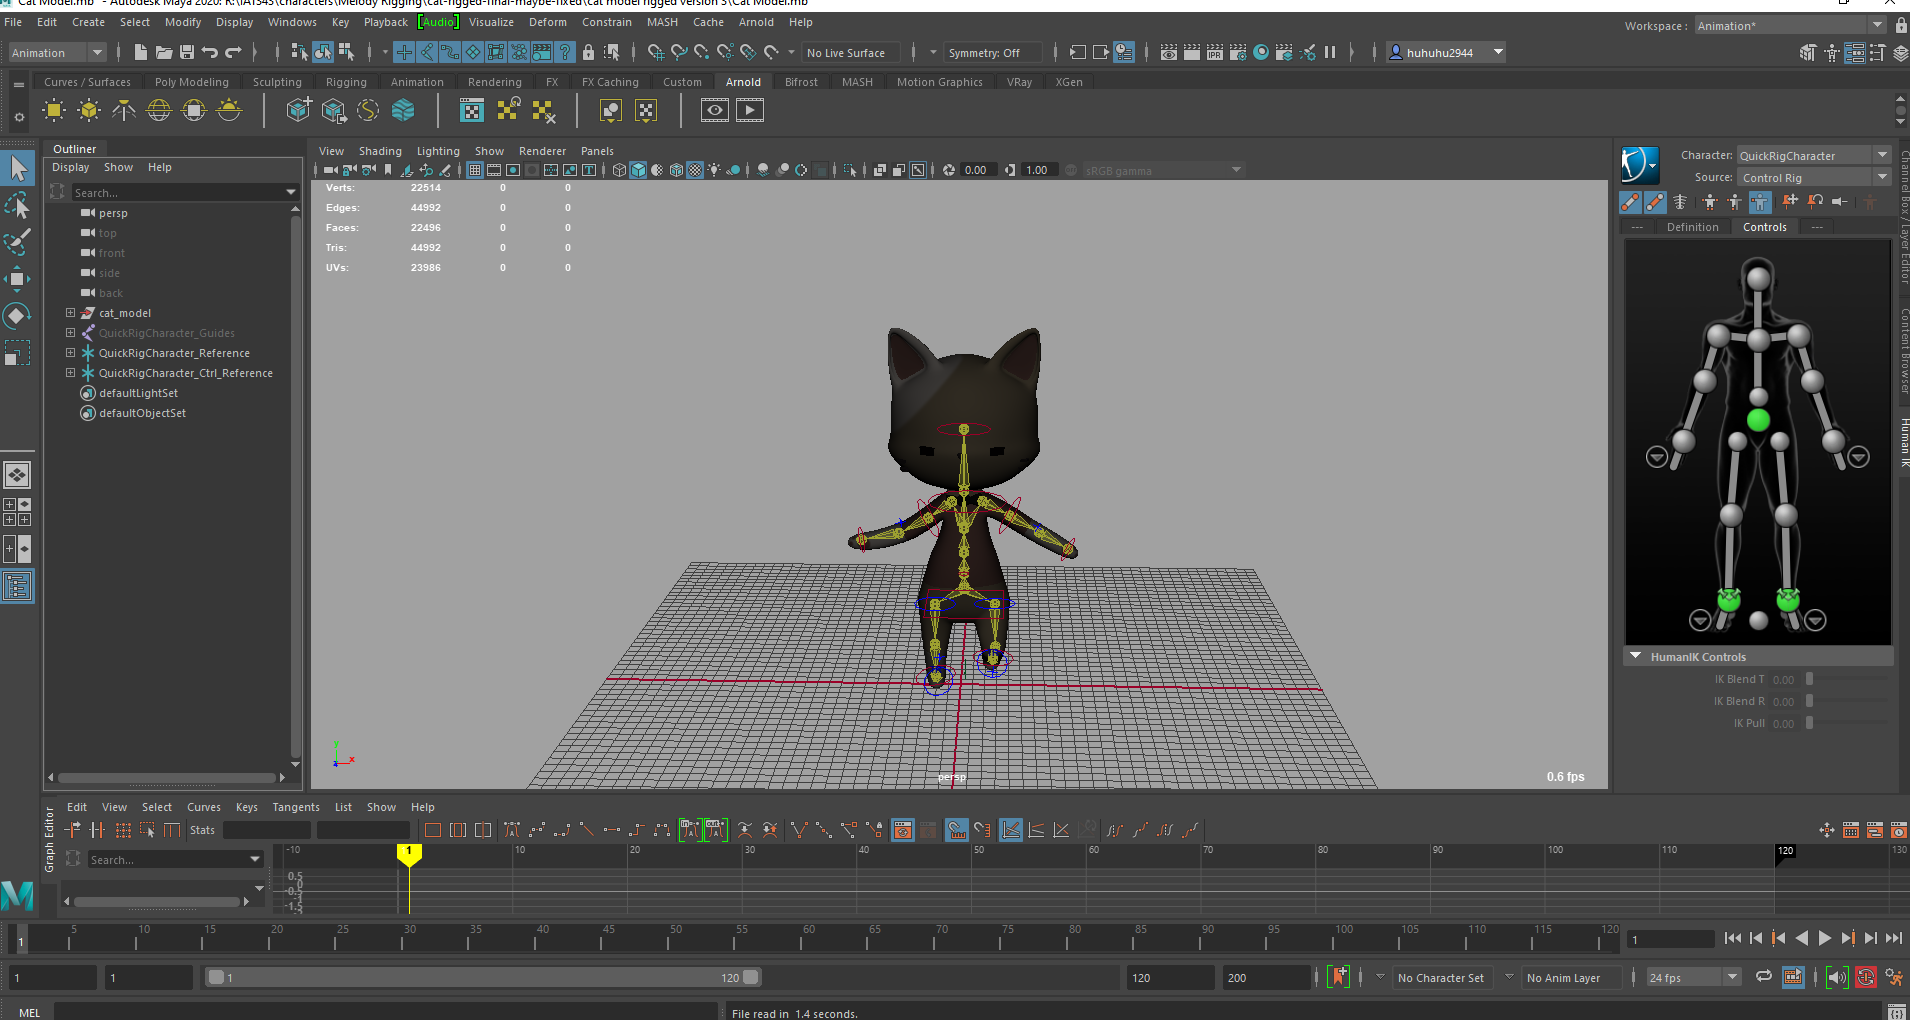 Cat Model.mb* - Autodesk Maya 2020: R:\IAT343\characters\Melody Rigging\cat-rigged-final-maybe-fixed\cat model rigged version 3\Cat Model.mb
File Edit Create Select Modify Display Windows Key Playback [Audio] Visualize Deform Constrain MASH Cache Arnold Help
Workspace : Animation*
Animation
No Live Surface
Symmetry: Off
IPR
huhuhu2944
Curves / Surfaces Poly Modeling Sculpting Rigging Animation Rendering FX FX Caching Custom Arnold Bifrost MASH Motion Graphics VRay XGen
Outliner
Display Show Help
Search...
persp
top
front
side
back
cat_model
QuickRigCharacter_Guides
QuickRigCharacter_Reference
QuickRigCharacter_Ctrl_Reference
defaultLightSet
defaultObjectSet
View Shading Lighting Show Renderer Panels
0.00 1.00 sRGB gamma
Verts: 22514 0 0
Edges: 44992 0 0
Faces: 22496 0 0
Tris: 44992 0 0
UVs: 23986 0 0
persp
0.6 fps
Character: QuickRigCharacter
Source: Control Rig
--- Definition Controls ---
HumanIK Controls
IK Blend T 0.00
IK Blend R 0.00
IK Pull 0.00
Channel Box / Layer Editor
Content Browser
Human IK
Graph Editor
Edit View Select Curves Keys Tangents List Show Help
Stats
Search...
-10 1 10 20 30 40 50 60 70 80 90 100 110 120 130
0.5
0
-0.5
-1
-1.5
1 5 10 15 20 25 30 35 40 45 50 55 60 65 70 75 80 85 90 95 100 105 110 115 120
1
1 1 1 120 120 200 No Character Set No Anim Layer 24 fps
MEL
File read in 1.4 seconds.